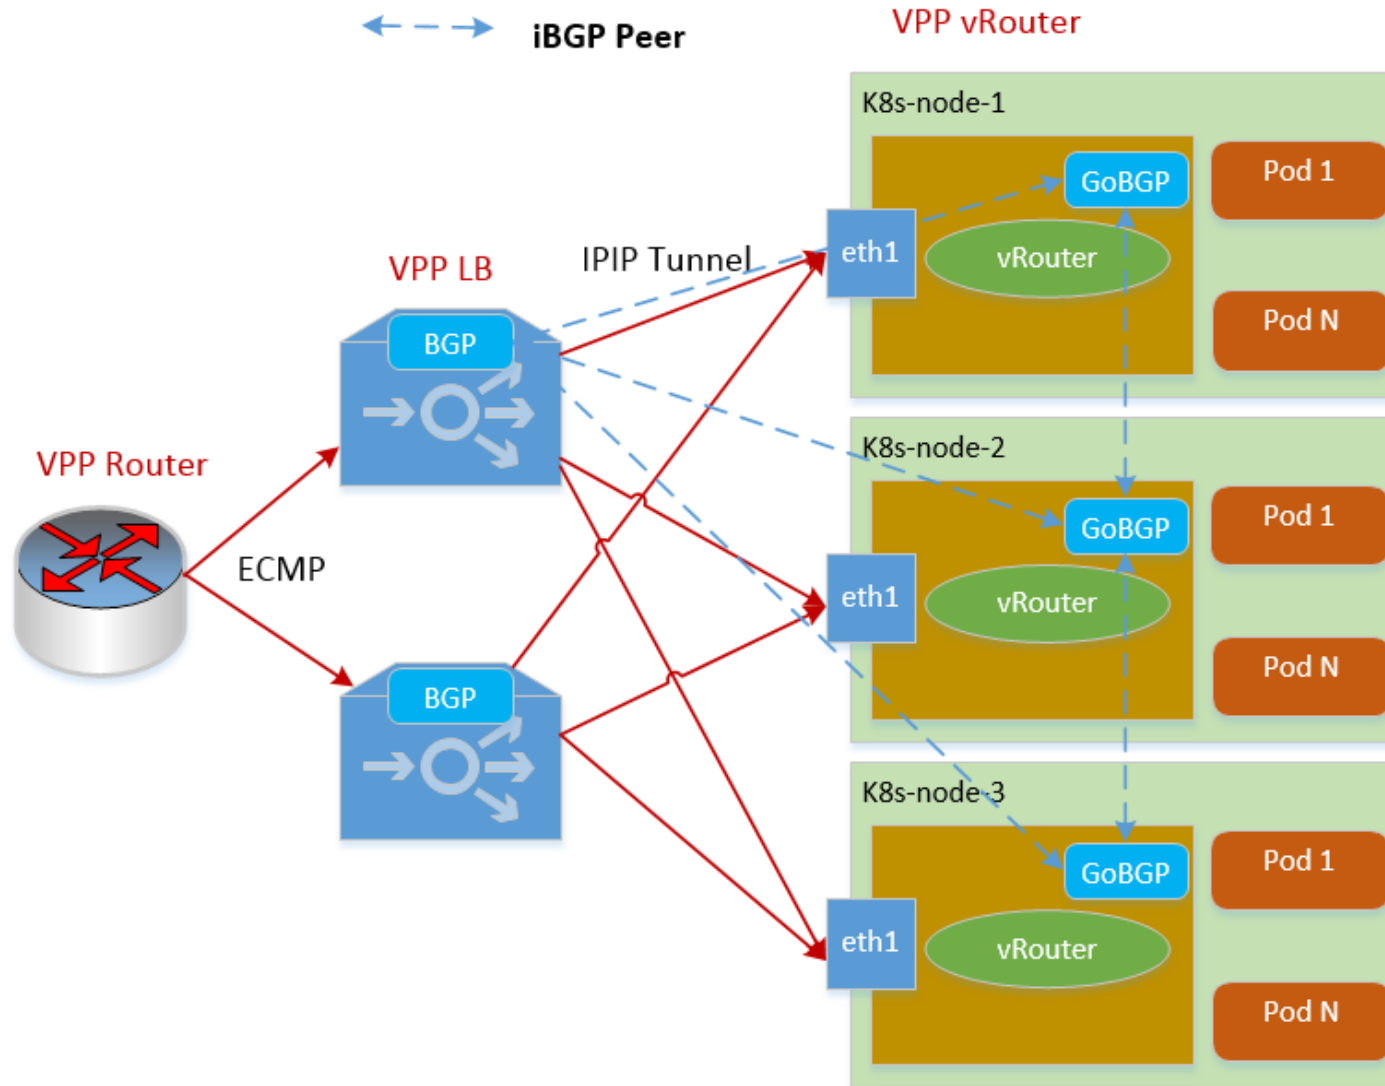 iBGP Peer
VPP vRouter
K8s-node-1
GoBGP
Pod 1
eth1
vRouter
Pod N
IPIP Tunnel
VPP LB
BGP
K8s-node-2
GoBGP
Pod 1
eth1
vRouter
Pod N
VPP Router
ECMP
BGP
K8s-node-3
GoBGP
Pod 1
eth1
vRouter
Pod N